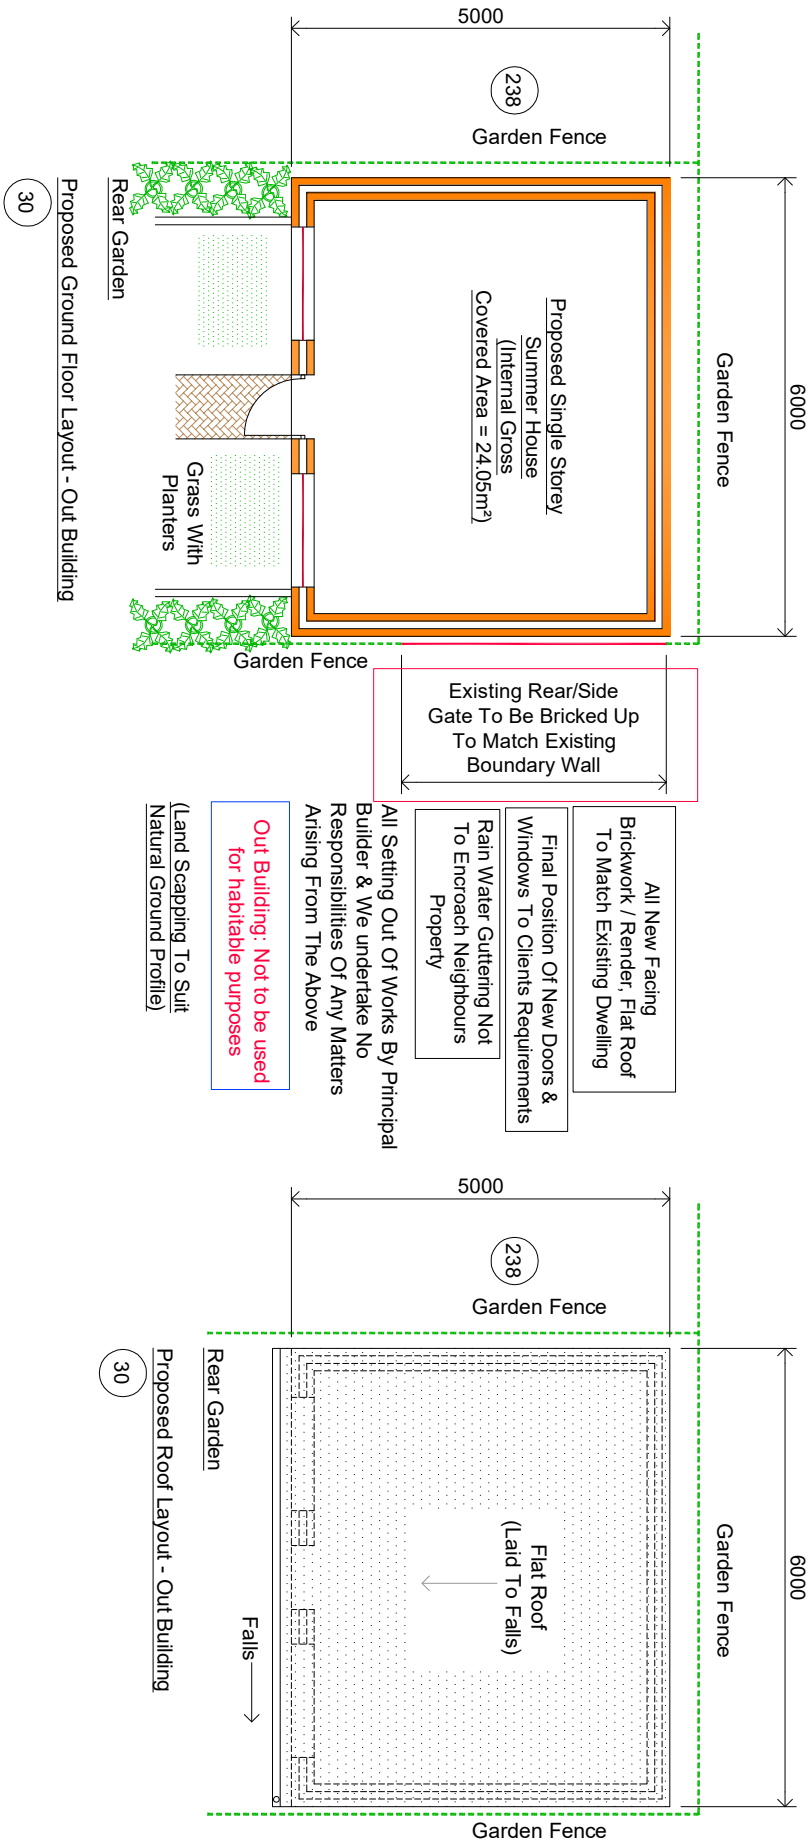 5000
238
Garden Fence
6000
Garden Fence
Proposed Single Storey
Summer House
(Internal Gross
Covered Area = 24.05m²)
Grass With
Planters
Rear Garden
Proposed Ground Floor Layout - Out Building
30
Garden Fence
Existing Rear/Side
Gate To Be Bricked Up
To Match Existing
Boundary Wall
All New Facing
Brickwork / Render, Flat Roof
To Match Existing Dwelling
Final Position Of New Doors &
Windows To Clients Requirements
Rain Water Guttering Not
To Encroach Neighbours
Property
All Setting Out Of Works By Principal
Builder & We undertake No
Responsibilities Of Any Matters
Arising From The Above
Out Building: Not to be used
for habitable purposes
(Land Scapping To Suit
Natural Ground Profile)
5000
238
Garden Fence
6000
Garden Fence
Flat Roof
(Laid To Falls)
Falls
Rear Garden
Proposed Roof Layout - Out Building
30
Garden Fence